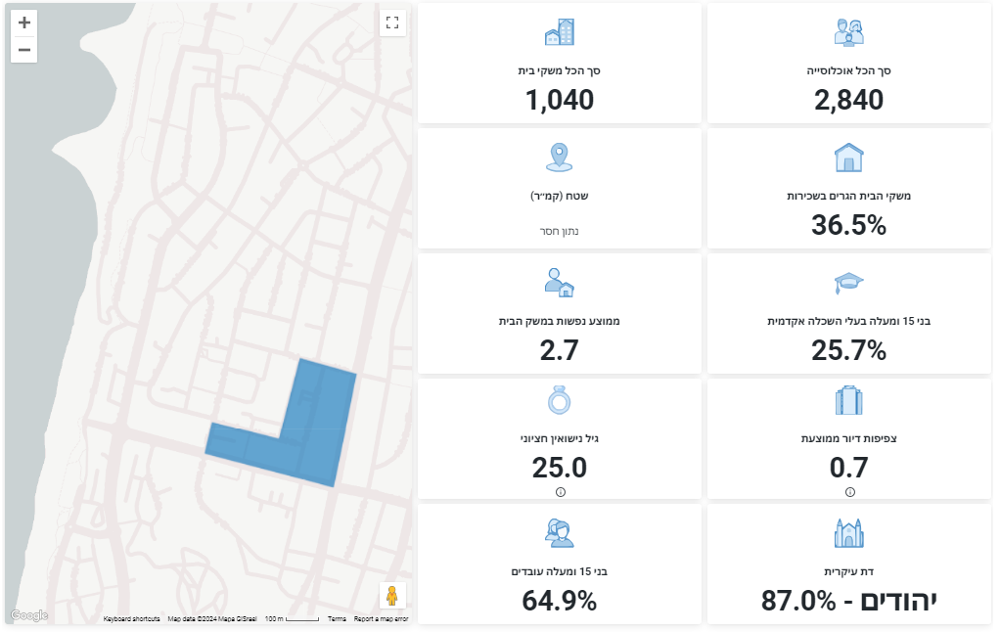 סך הכל אוכלוסייה
2,840
סך הכל משקי בית
1,040
משקי הבית הגרים בשכירות
36.5%
שטח (קמ״ר)
נתון חסר
בני 15 ומעלה בעלי השכלה אקדמית
25.7%
ממוצע נפשות במשק הבית
2.7
צפיפות דיור ממוצעת
0.7
גיל נישואין חציוני
25.0
דת עיקרית
יהודים - 87.0%
בני 15 ומעלה עובדים
64.9%
Google
Keyboard shortcuts Map data ©2024 Mapa GISrael 100 m Terms Report a map error